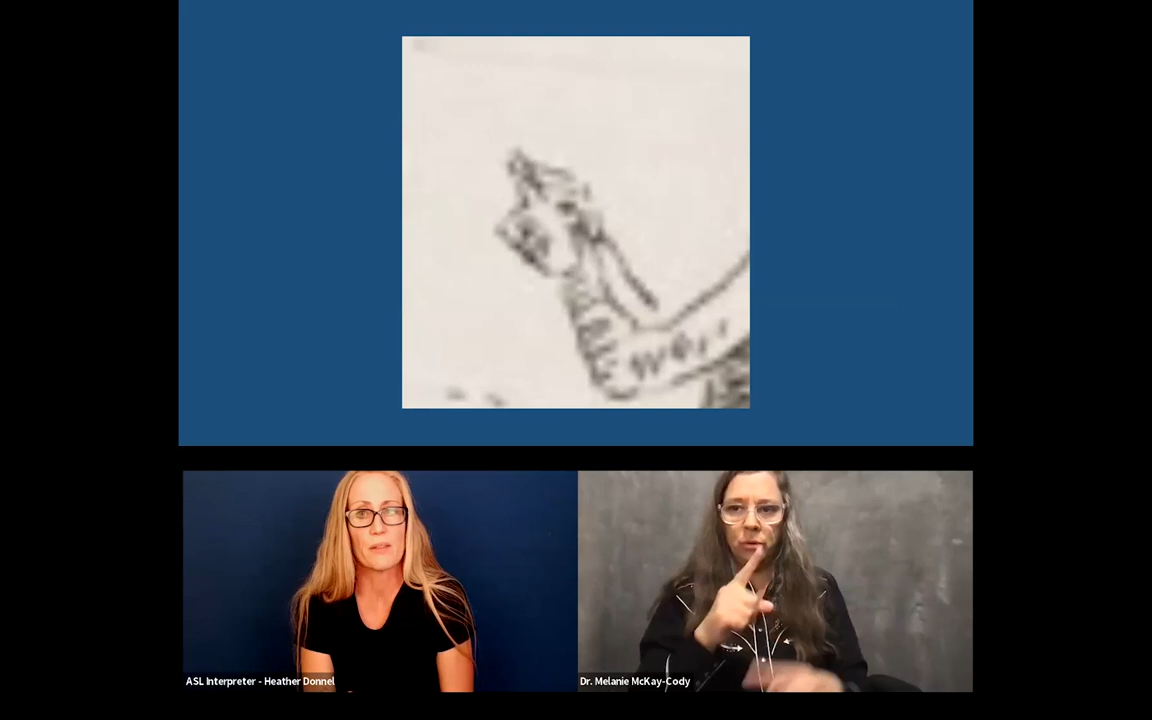 ASL Interpreter - Heather Donnel
Dr. Melanie McKay-Cody